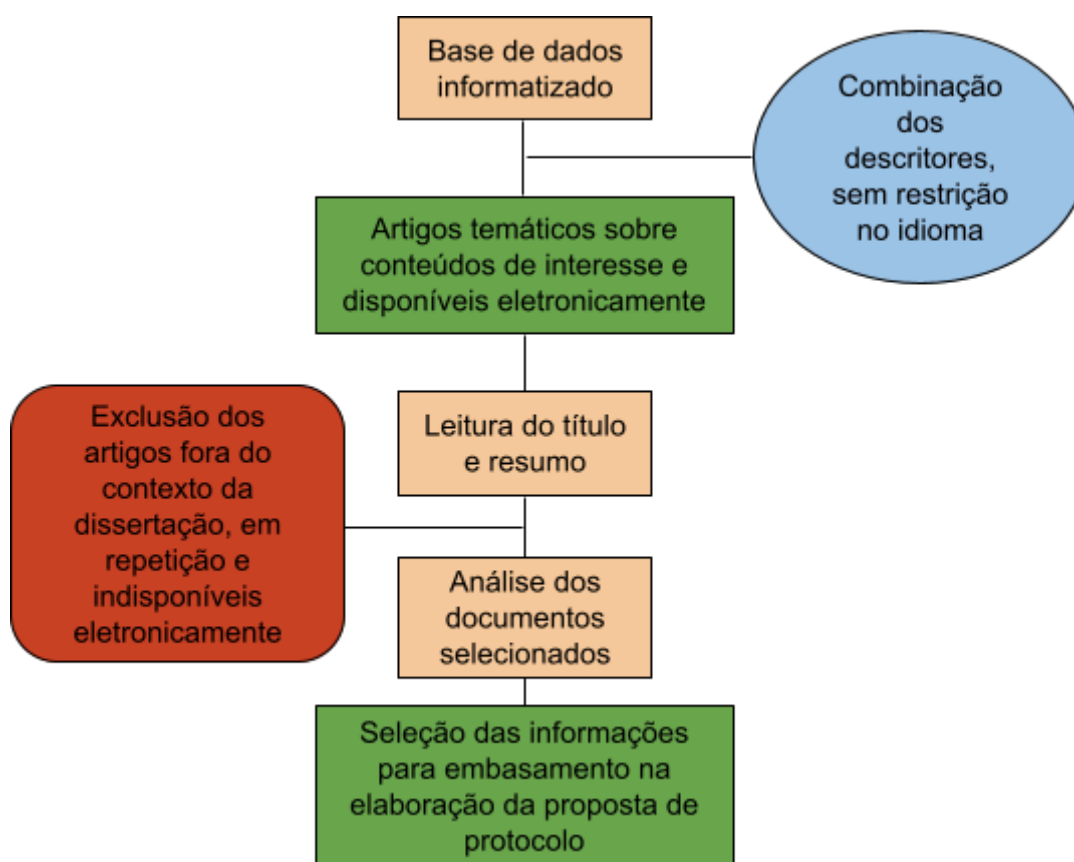 Base de dados
informatizado
Combinação
dos
descritores,
sem restrição
no idioma
Artigos temáticos sobre
conteúdos de interesse e
disponíveis eletronicamente
Leitura do título
e resumo
Exclusão dos
artigos fora do
contexto da
dissertação, em
repetição e
indisponíveis
eletronicamente
Análise dos
documentos
selecionados
Seleção das informações
para embasamento na
elaboração da proposta de
protocolo